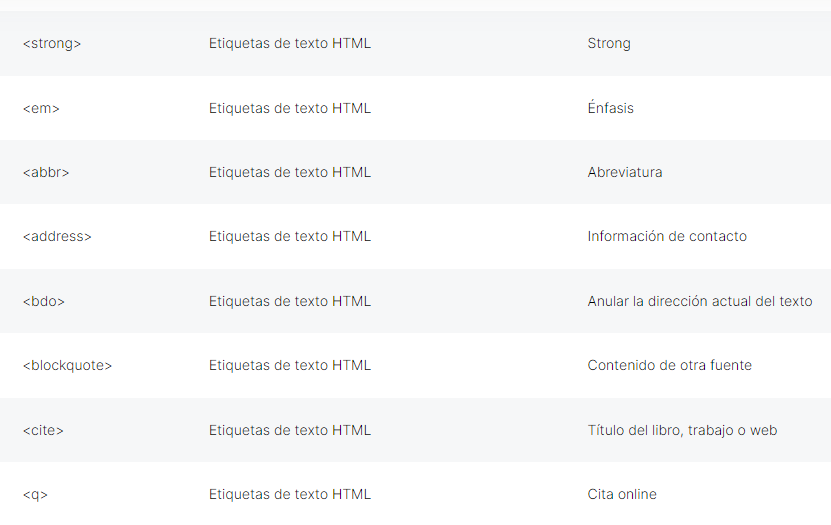 <strong> Etiquetas de texto HTML Strong
<em> Etiquetas de texto HTML Énfasis
<abbr> Etiquetas de texto HTML Abreviatura
<address> Etiquetas de texto HTML Información de contacto
<bdo> Etiquetas de texto HTML Anular la dirección actual del texto
<blockquote> Etiquetas de texto HTML Contenido de otra fuente
<cite> Etiquetas de texto HTML Título del libro, trabajo o web
<q> Etiquetas de texto HTML Cita online